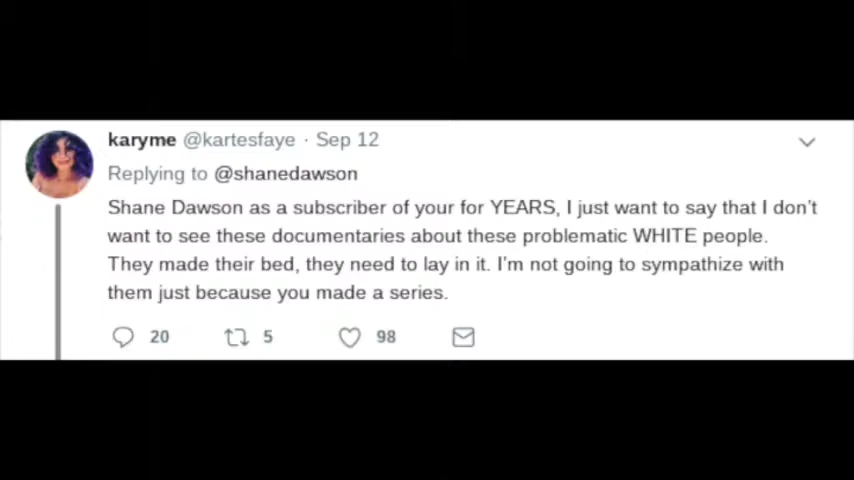 karyme @kartesfaye · Sep 12
Replying to @shanedawson
Shane Dawson as a subscriber of your for YEARS, I just want to say that I don't
want to see these documentaries about these problematic WHITE people.
They made their bed, they need to lay in it. I'm not going to sympathize with
them just because you made a series.
20 5 98